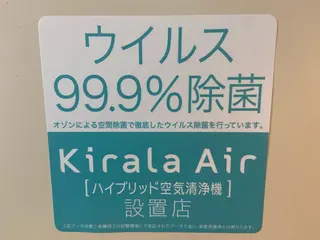 ウイルス
99.9%除菌
オゾンによる空間除菌で徹底したウイルス除菌を行っています。
Kirala Air
[ハイブリッド空気清浄機]
設置店